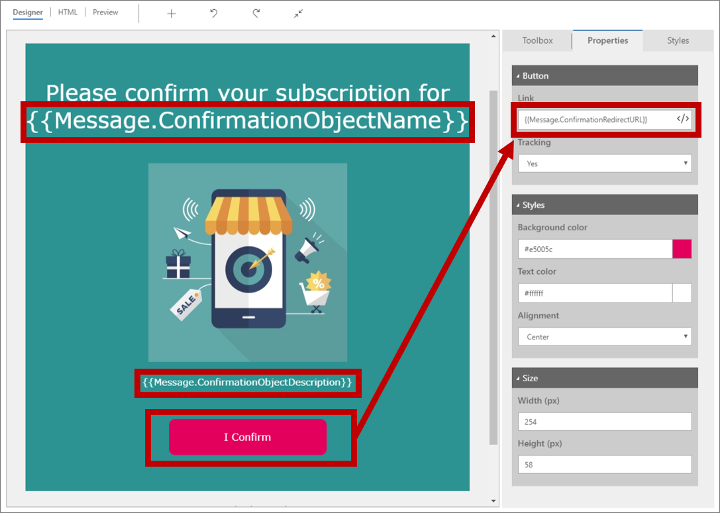 Designer HTML Preview
Toolbox Properties Styles
Please confirm your subscription for
{{Message.ConfirmationObjectName}}
SALE
%
{{Message.ConfirmationObjectDescription}}
I Confirm
Button
Link
{{Message.ConfirmationRedirectURL}} </>
Tracking
Yes
Styles
Background color
#e5005c
Text color
#ffffff
Alignment
Center
Size
Width (px)
254
Height (px)
58